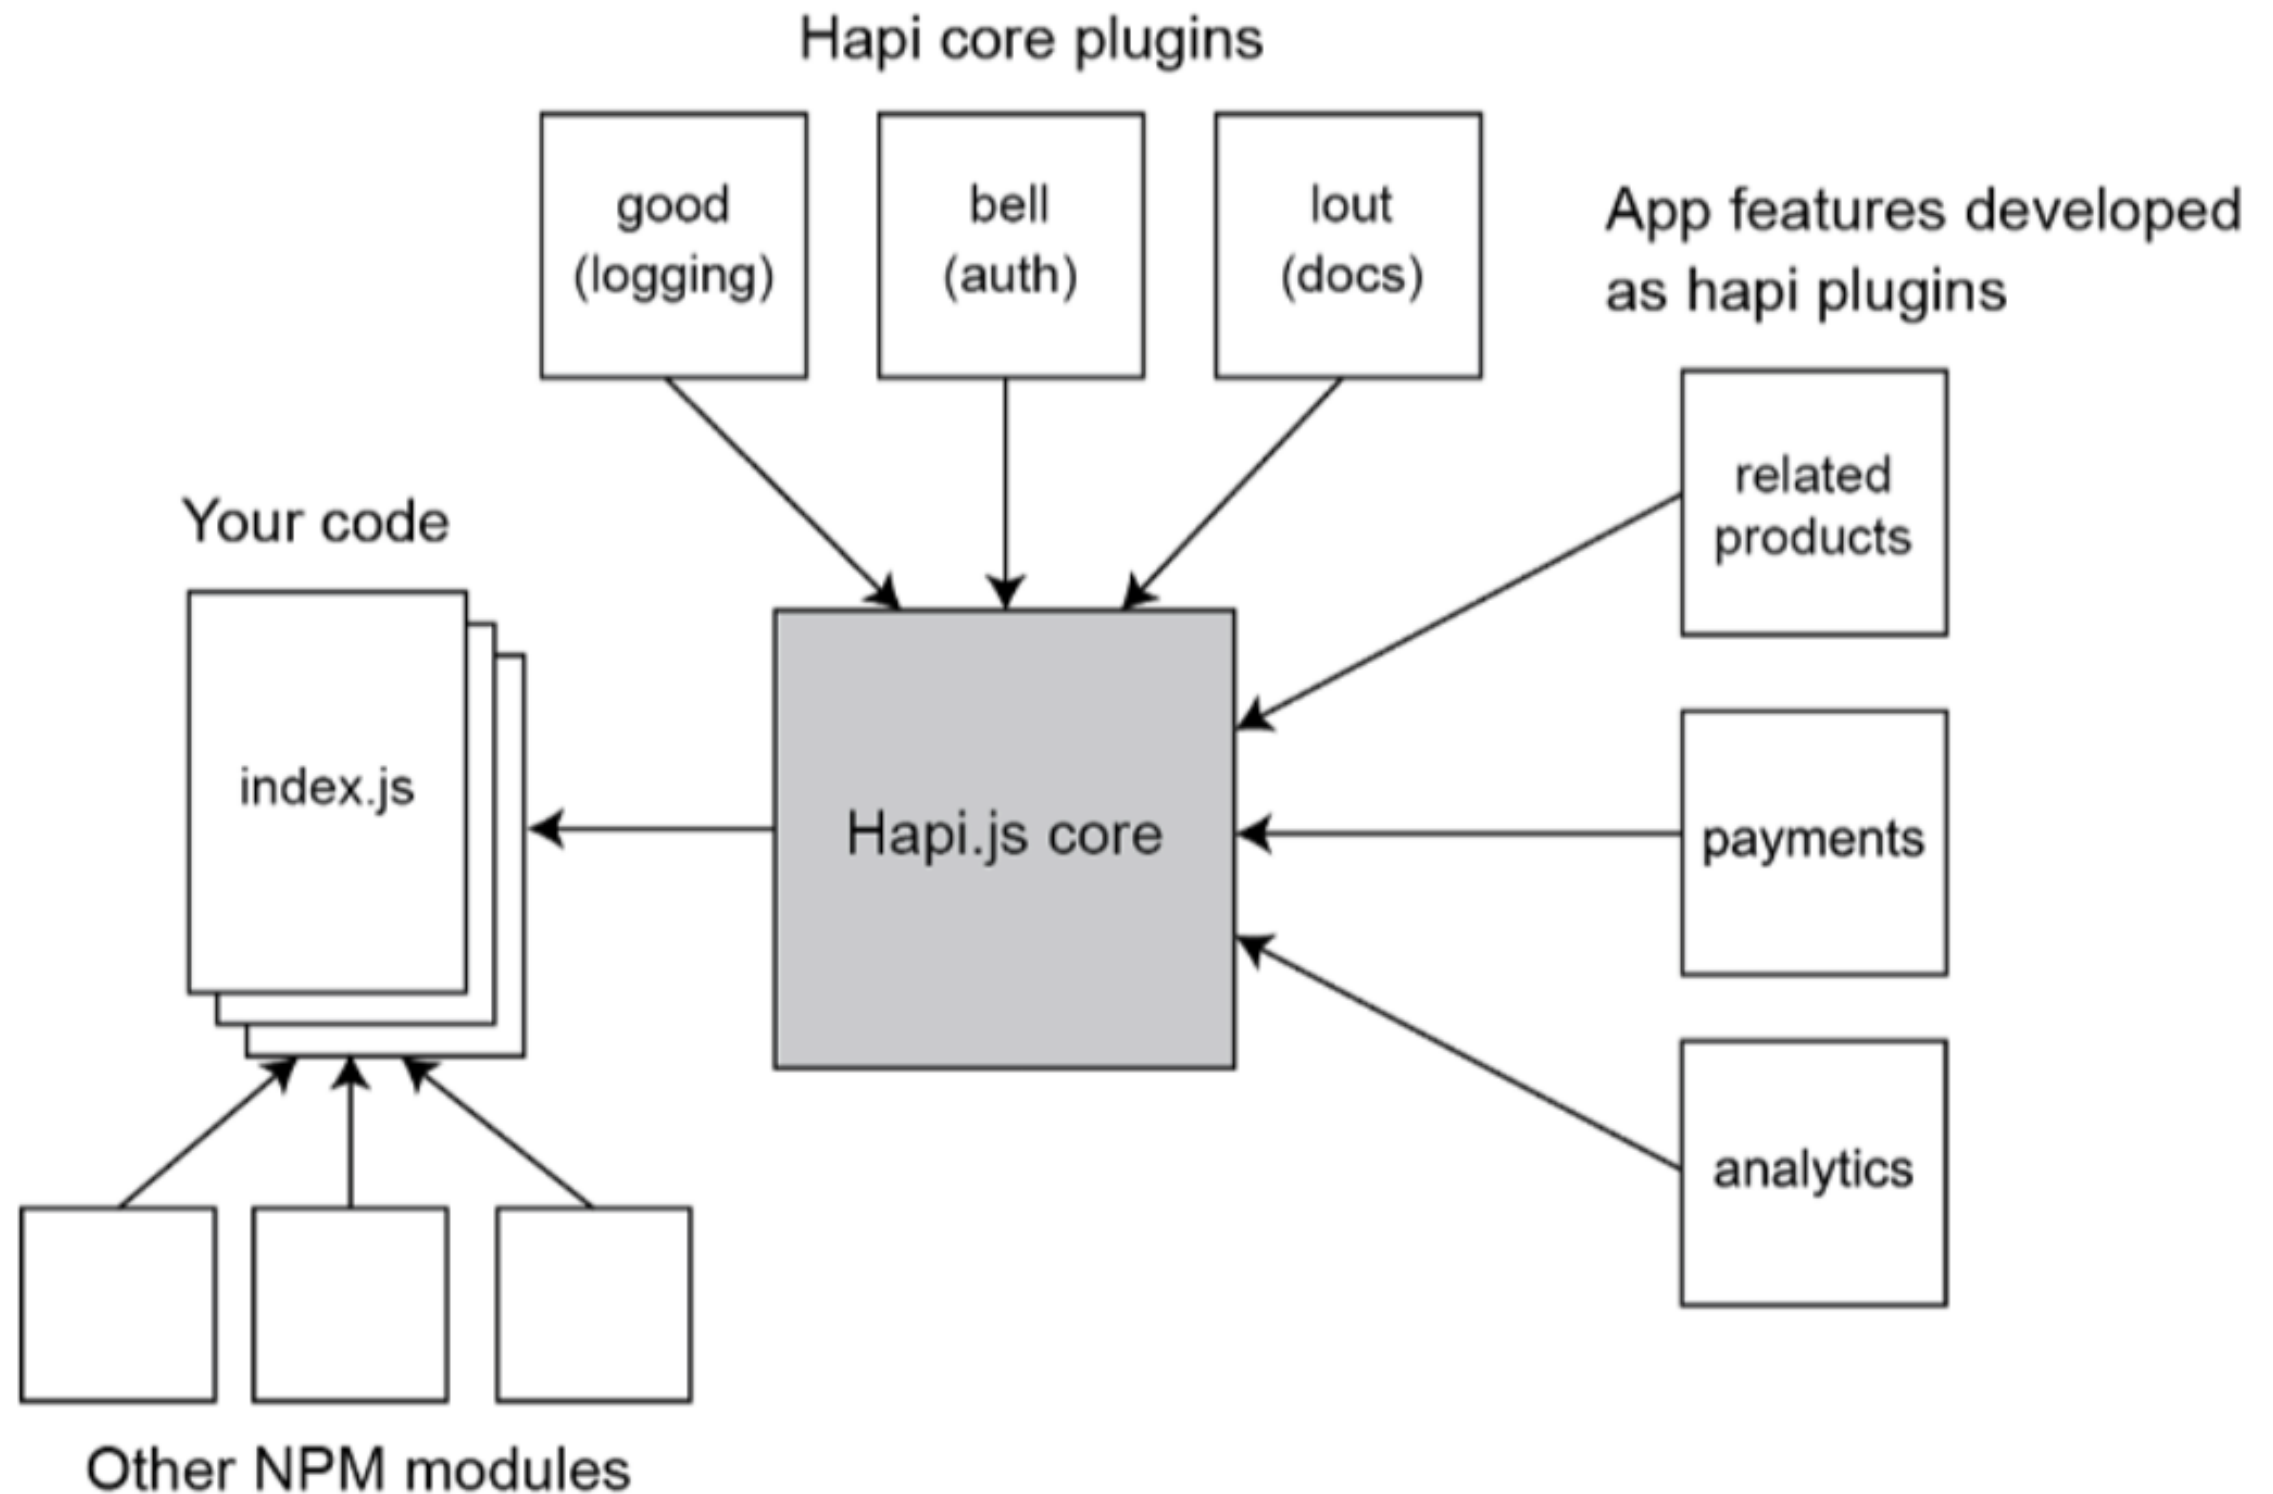 Hapi core plugins
good
(logging)
bell
(auth)
lout
(docs)
App features developed
as hapi plugins
related
products
payments
analytics
Your code
index.js
Hapi.js core
Other NPM modules